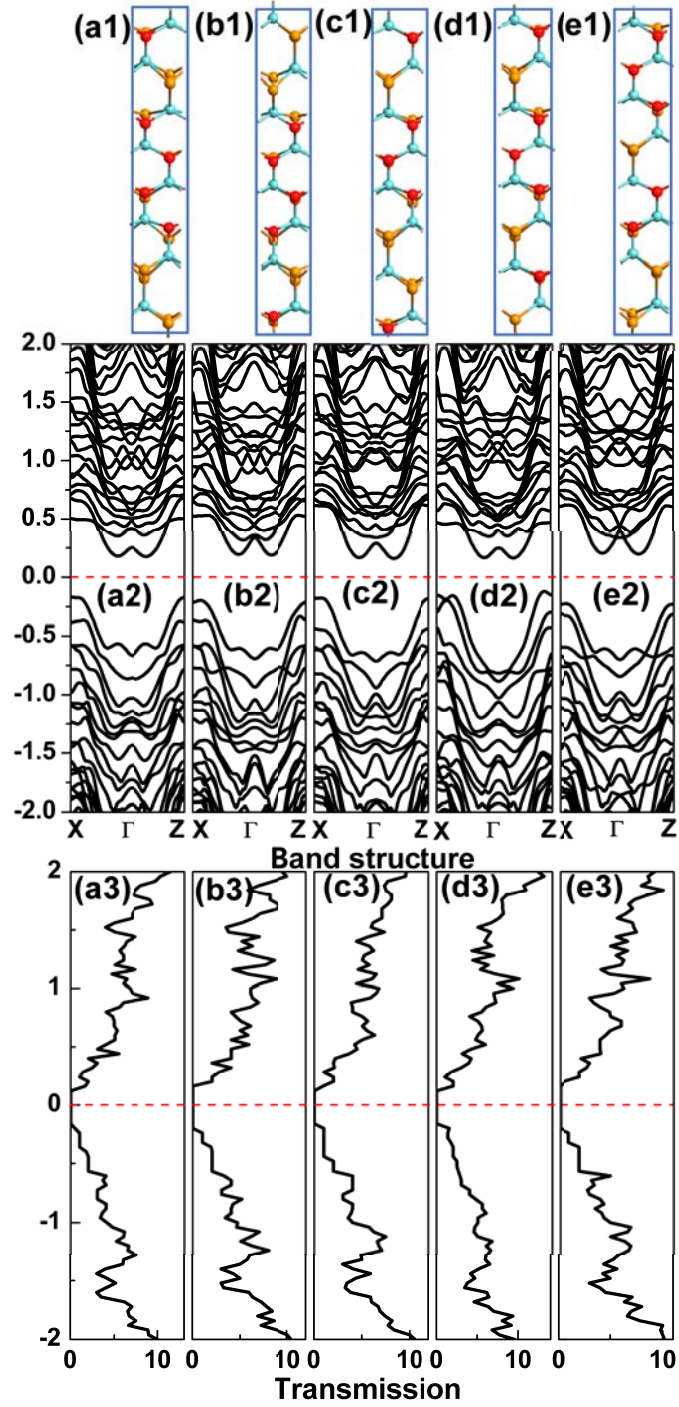 (a1) (b1) (c1) (d1) (e1)
2.0
1.5
1.0
0.5
0.0
(a2) (b2) (c2) (d2) (e2)
-0.5
-1.0
-1.5
-2.0
X Γ Z X Γ Z X Γ Z X Γ Z X Γ Z
Band structure
2
(a3) (b3) (c3) (d3) (e3)
1
0
-1
-2
0 10 0 10 0 10 0 10 0 10
Transmission